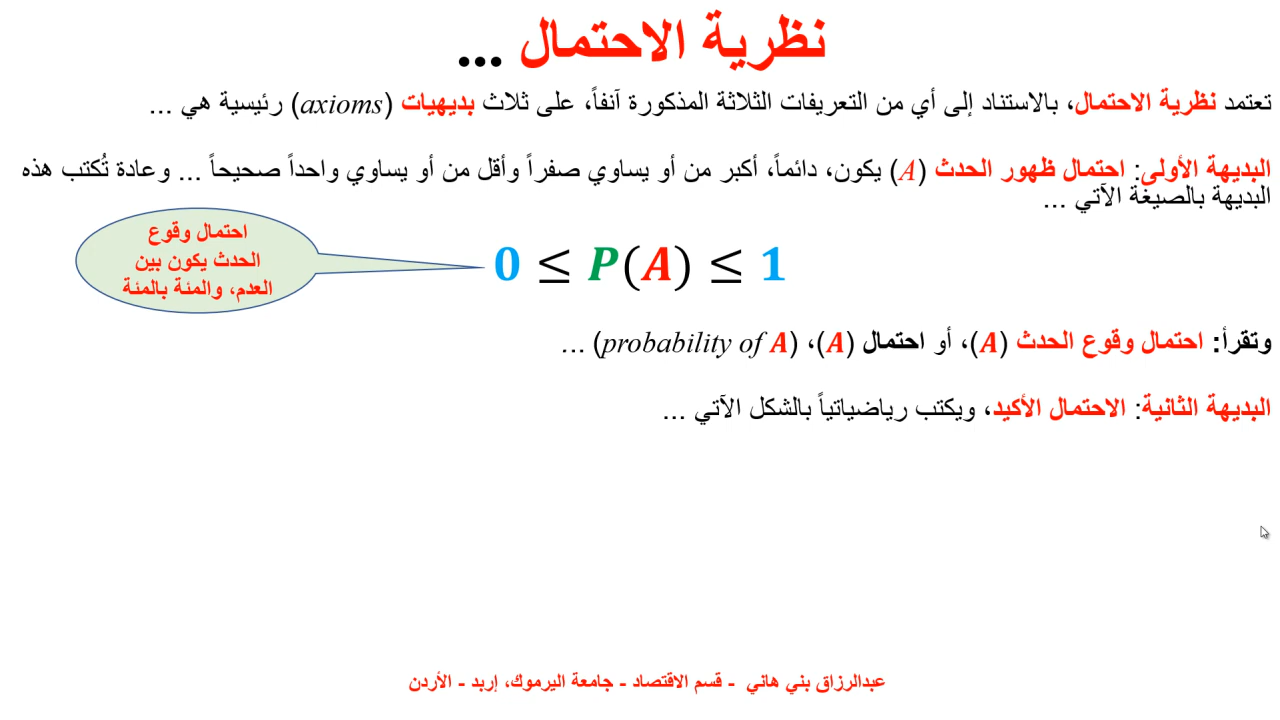 نظرية الاحتمال ...
تعتمد نظرية الاحتمال، بالاستناد إلى أي من التعريفات الثلاثة المذكورة آنفاً، على ثلاث بديهيات (axioms) رئيسية هي ...
البديهة الأولى: احتمال ظهور الحدث (A) يكون، دائماً، أكبر من أو يساوي صفراً وأقل من أو يساوي واحداً صحيحاً ... وعادة تُكتب هذه
البديهة بالصيغة الآتي ...
احتمال وقوع
الحدث يكون بين
العدم، والمئة بالمئة
0 ≤ P(A) ≤ 1
وتقرأ: احتمال وقوع الحدث (A)، أو احتمال (A)، (probability of A) ...
البديهة الثانية: الاحتمال الأكيد، ويكتب رياضياتياً بالشكل الآتي ...
عبدالرزاق بني هاني - قسم الاقتصاد - جامعة اليرموك، إربد - الأردن